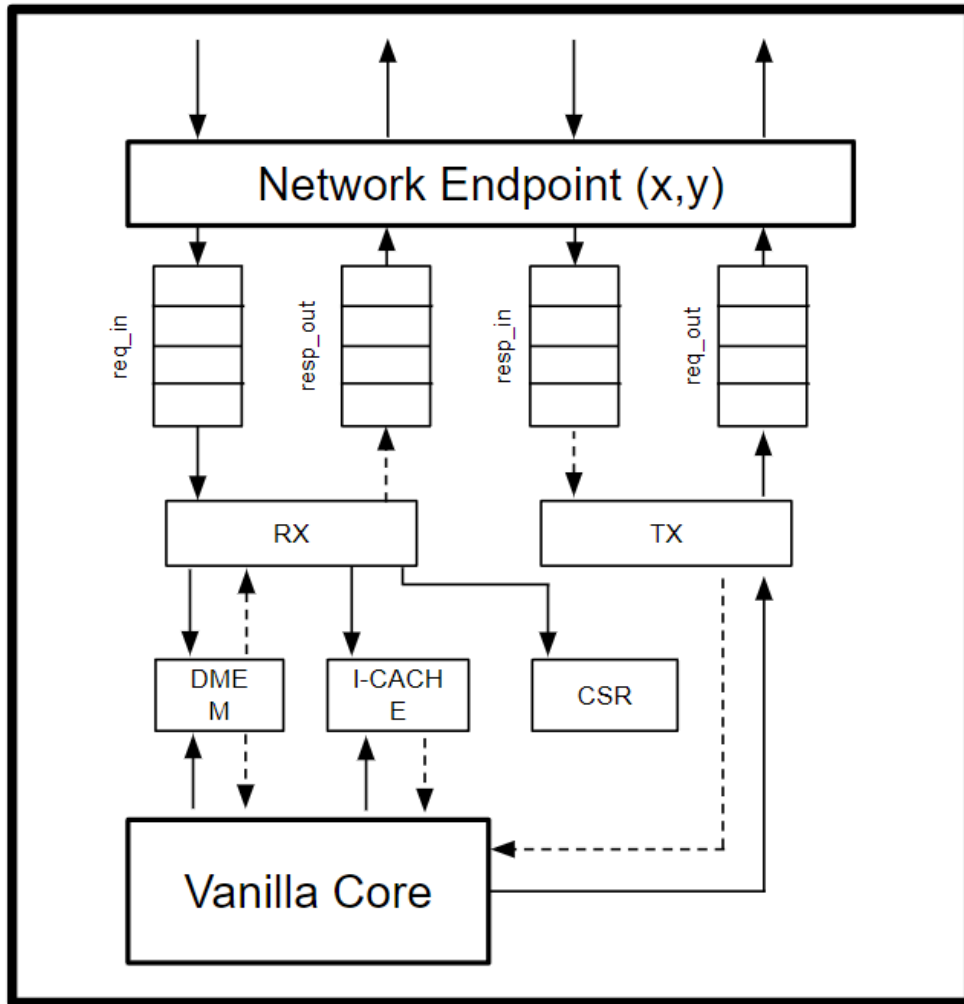 Network Endpoint (x,y)
req_in
resp_out
resp_in
req_out
RX
TX
DME
M
I-CACH
E
CSR
Vanilla Core